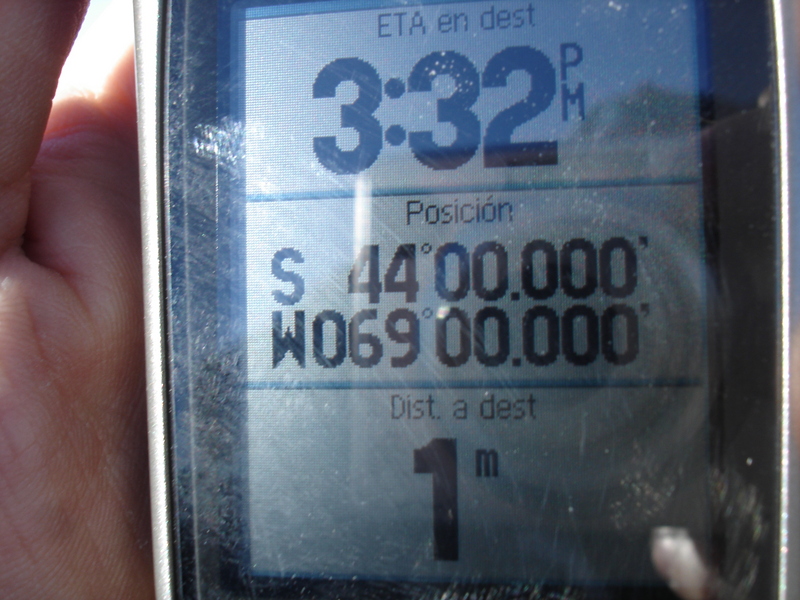 ETA en dest
3:32 PM
Posición
S 44°00.000'
W069°00.000'
Dist. a dest
1 m